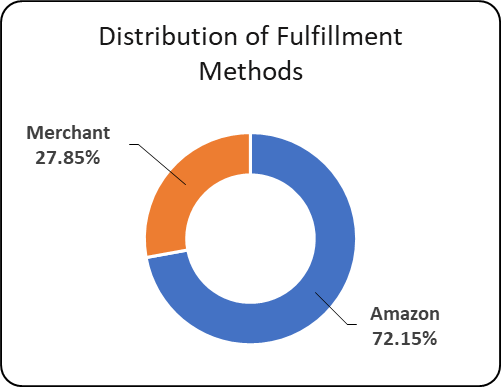 Distribution of Fulfillment
Methods
Merchant
27.85%
Amazon
72.15%